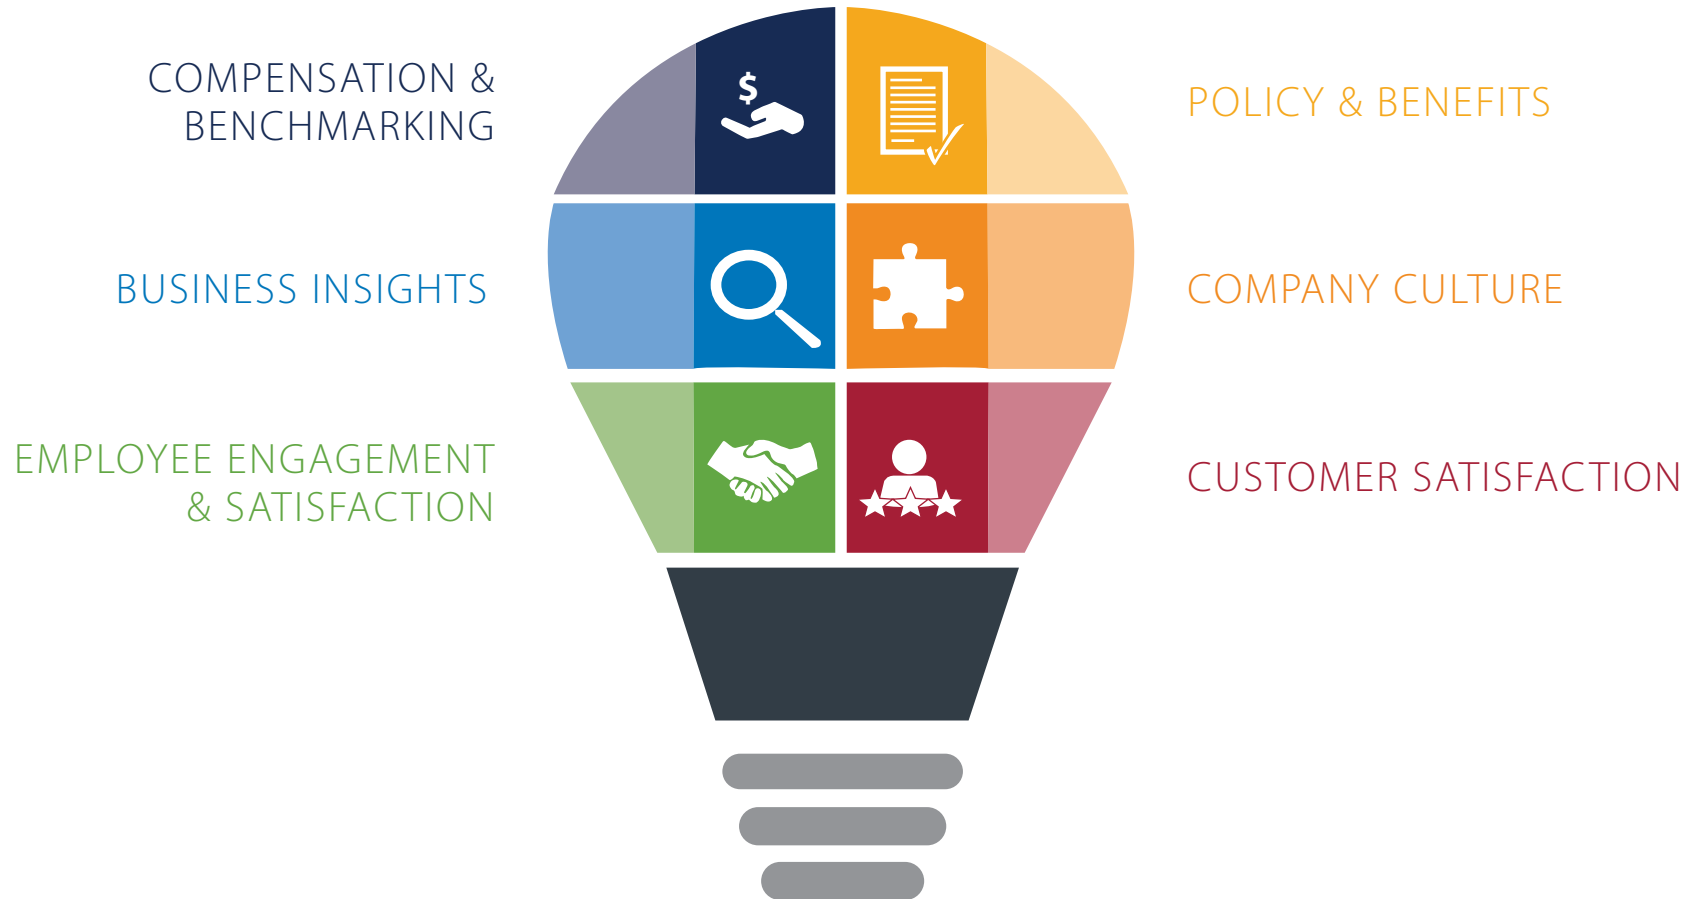 COMPENSATION &
BENCHMARKING
$
POLICY & BENEFITS
BUSINESS INSIGHTS
COMPANY CULTURE
EMPLOYEE ENGAGEMENT
& SATISFACTION
CUSTOMER SATISFACTION